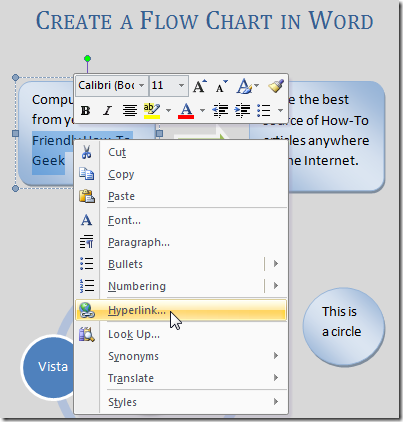 CREATE A FLOW CHART IN WORD
Calibri (Boc
11
Compu
from yo
Friendly How-To
Geek
the best
urce of How-To
articles anywhere
the Internet.
Cut
Copy
Paste
Font...
Paragraph...
Bullets
Numbering
Hyperlink...
Look Up...
Synonyms
Translate
Styles
Vista
This is
a circle